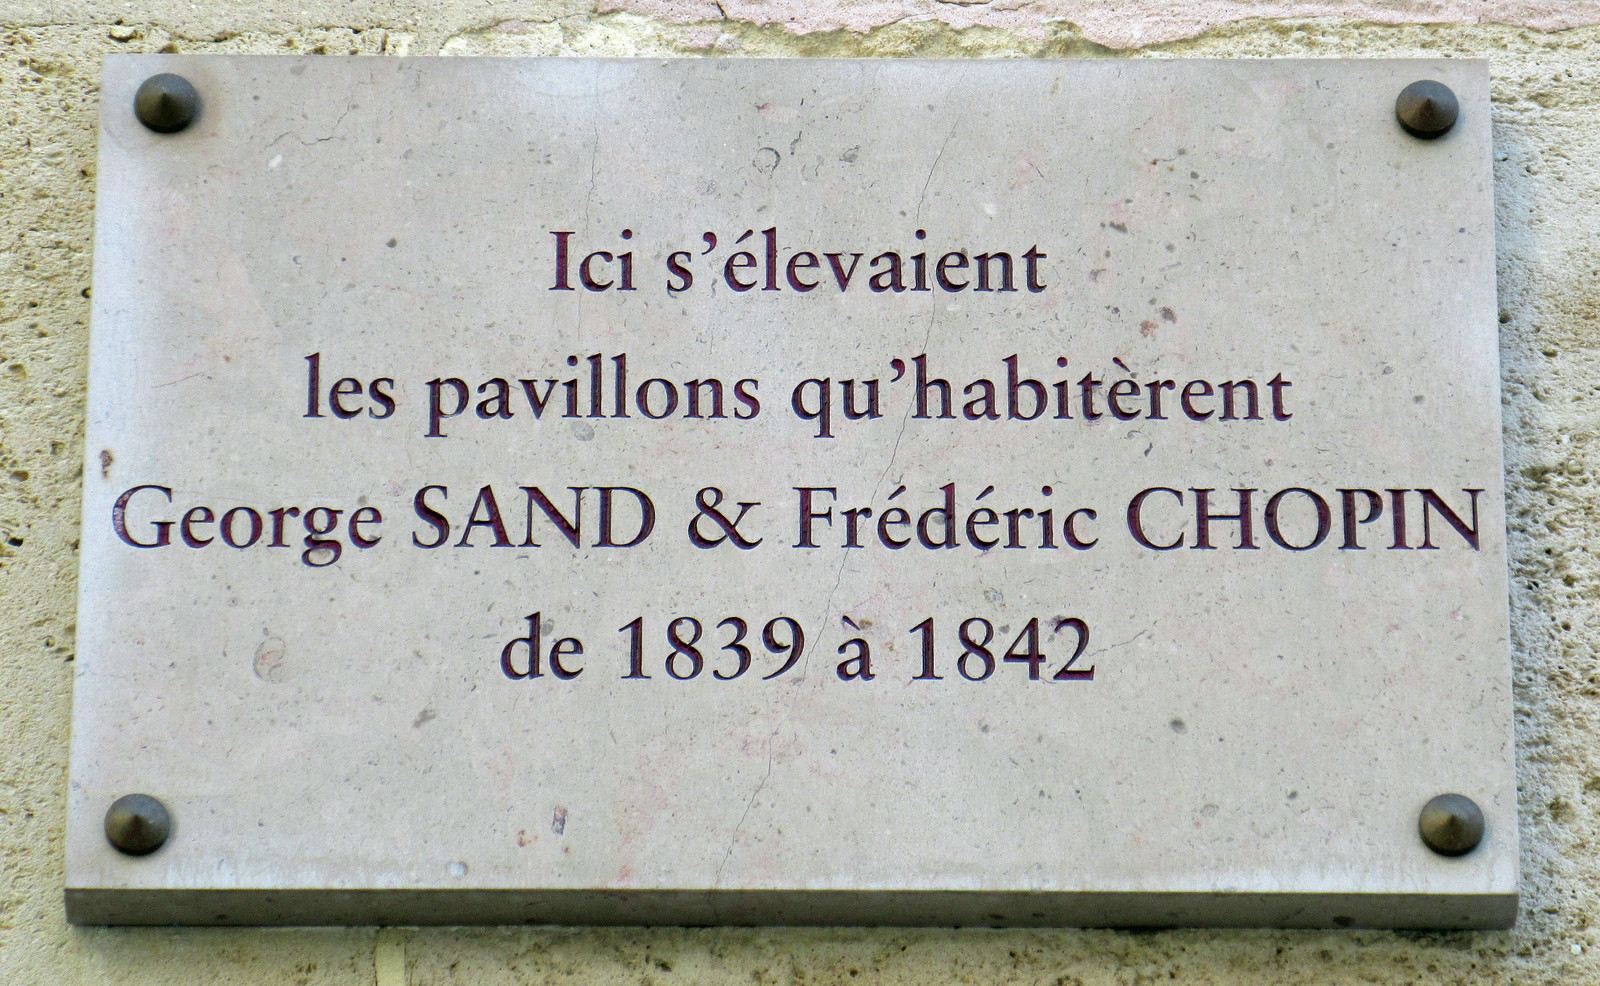 Ici s’élevaient
les pavillons qu’habitèrent
George SAND & Frédéric CHOPIN
de 1839 à 1842